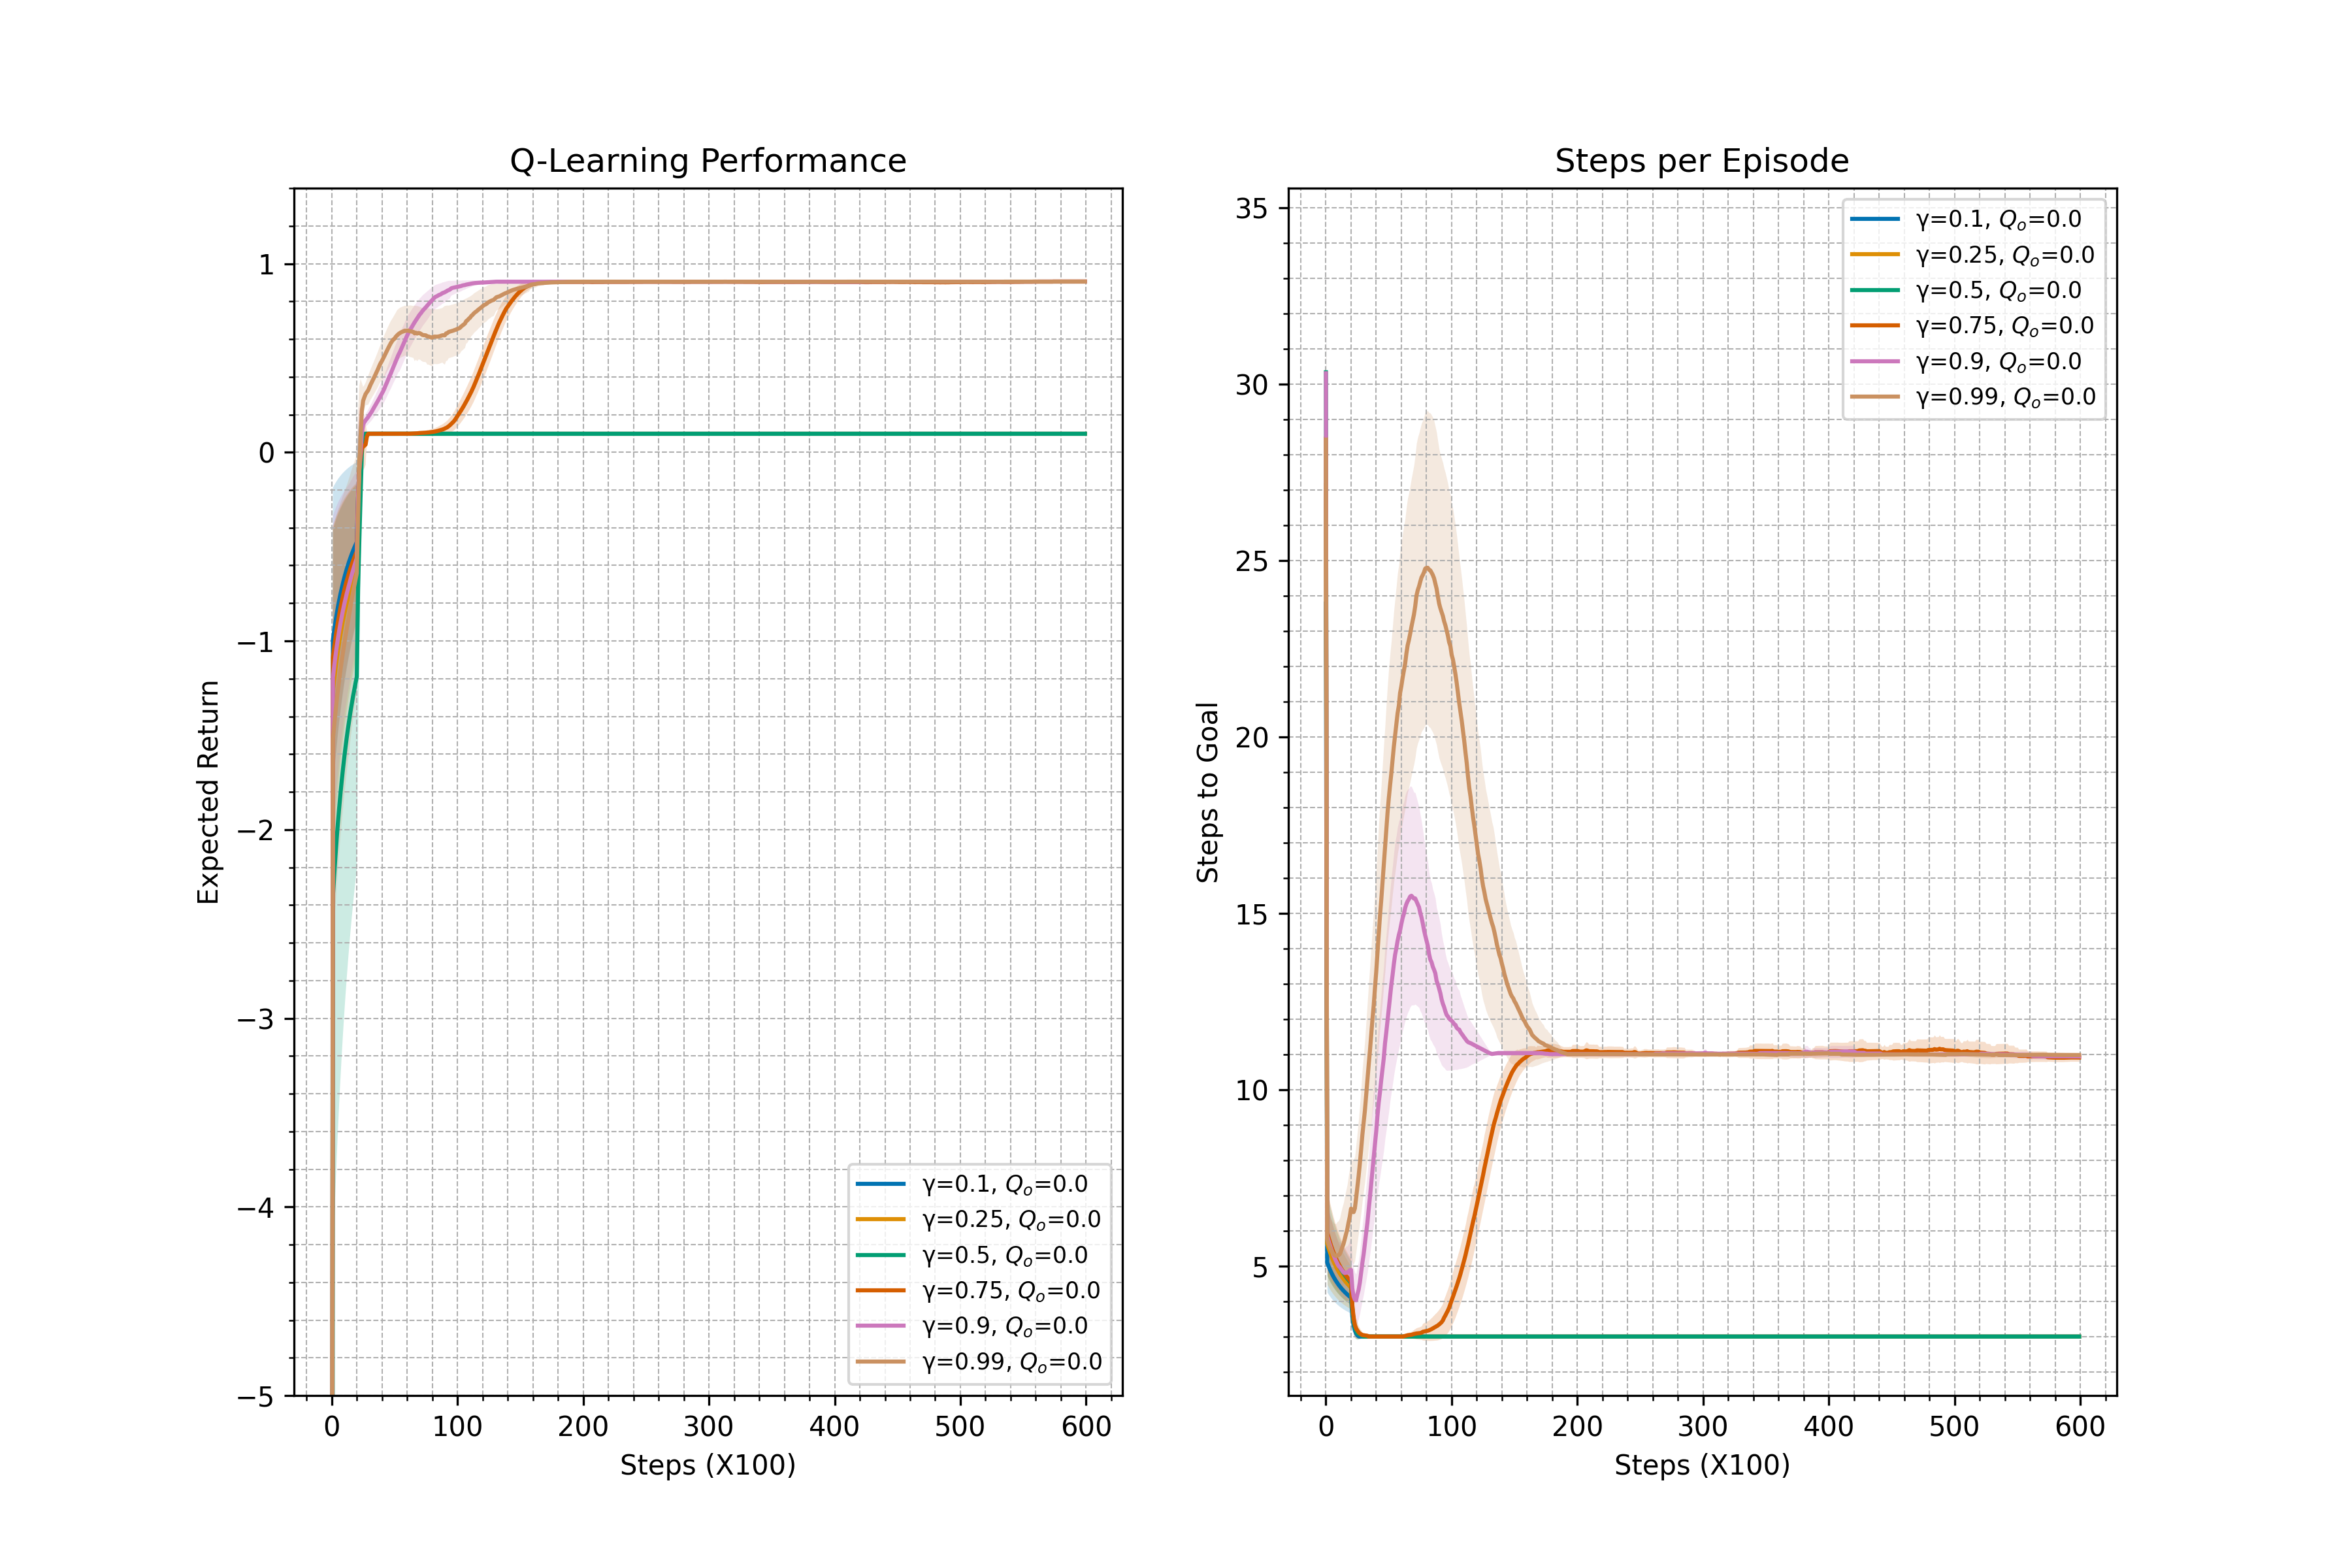 Q-Learning Performance
1
0
−1
−2
−3
−4
−5
Expected Return
0 100 200 300 400 500 600
Steps (X100)
γ=0.1, Qo=0.0
γ=0.25, Qo=0.0
γ=0.5, Qo=0.0
γ=0.75, Qo=0.0
γ=0.9, Qo=0.0
γ=0.99, Qo=0.0
Steps per Episode
35
30
25
20
15
10
5
Steps to Goal
0 100 200 300 400 500 600
Steps (X100)
γ=0.1, Qo=0.0
γ=0.25, Qo=0.0
γ=0.5, Qo=0.0
γ=0.75, Qo=0.0
γ=0.9, Qo=0.0
γ=0.99, Qo=0.0